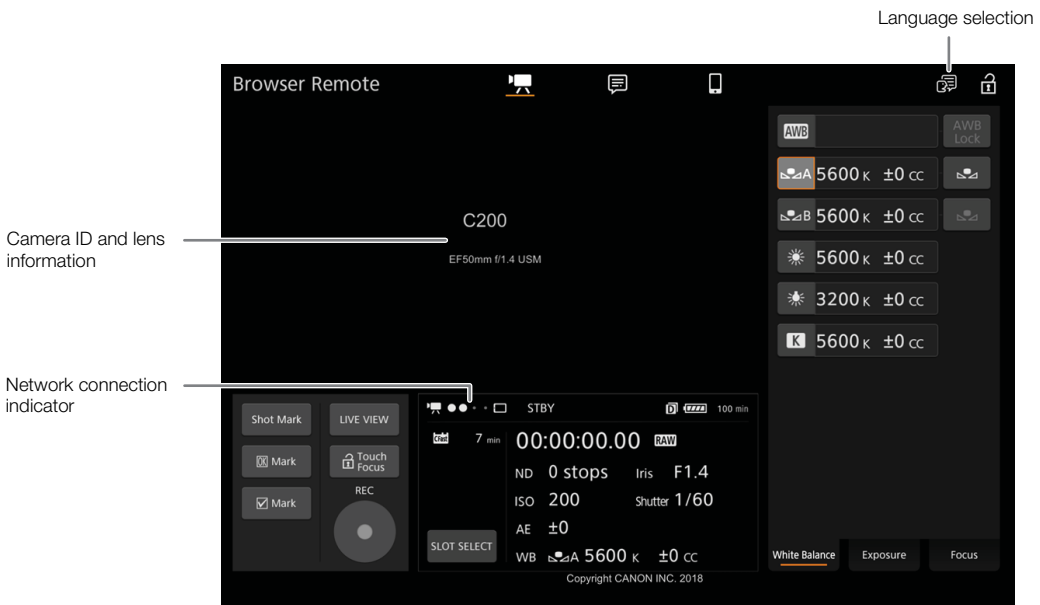 Language selection
Browser Remote
AWB
AWB Lock
A 5600 K ±0 CC
B 5600 K ±0 CC
5600 K ±0 CC
3200 K ±0 CC
K 5600 K ±0 CC
C200
EF50mm f/1.4 USM
Camera ID and lens
information
Network connection
indicator
Shot Mark
LIVE VIEW
OK Mark
Touch
Focus
Mark
REC
STBY
D
100 min
CFast
7 min
00:00:00.00 RAW
ND 0 stops Iris F1.4
ISO 200 Shutter 1/60
AE ±0
SLOT SELECT
WB A 5600 K ±0 CC
White Balance
Exposure
Focus
Copyright CANON INC. 2018